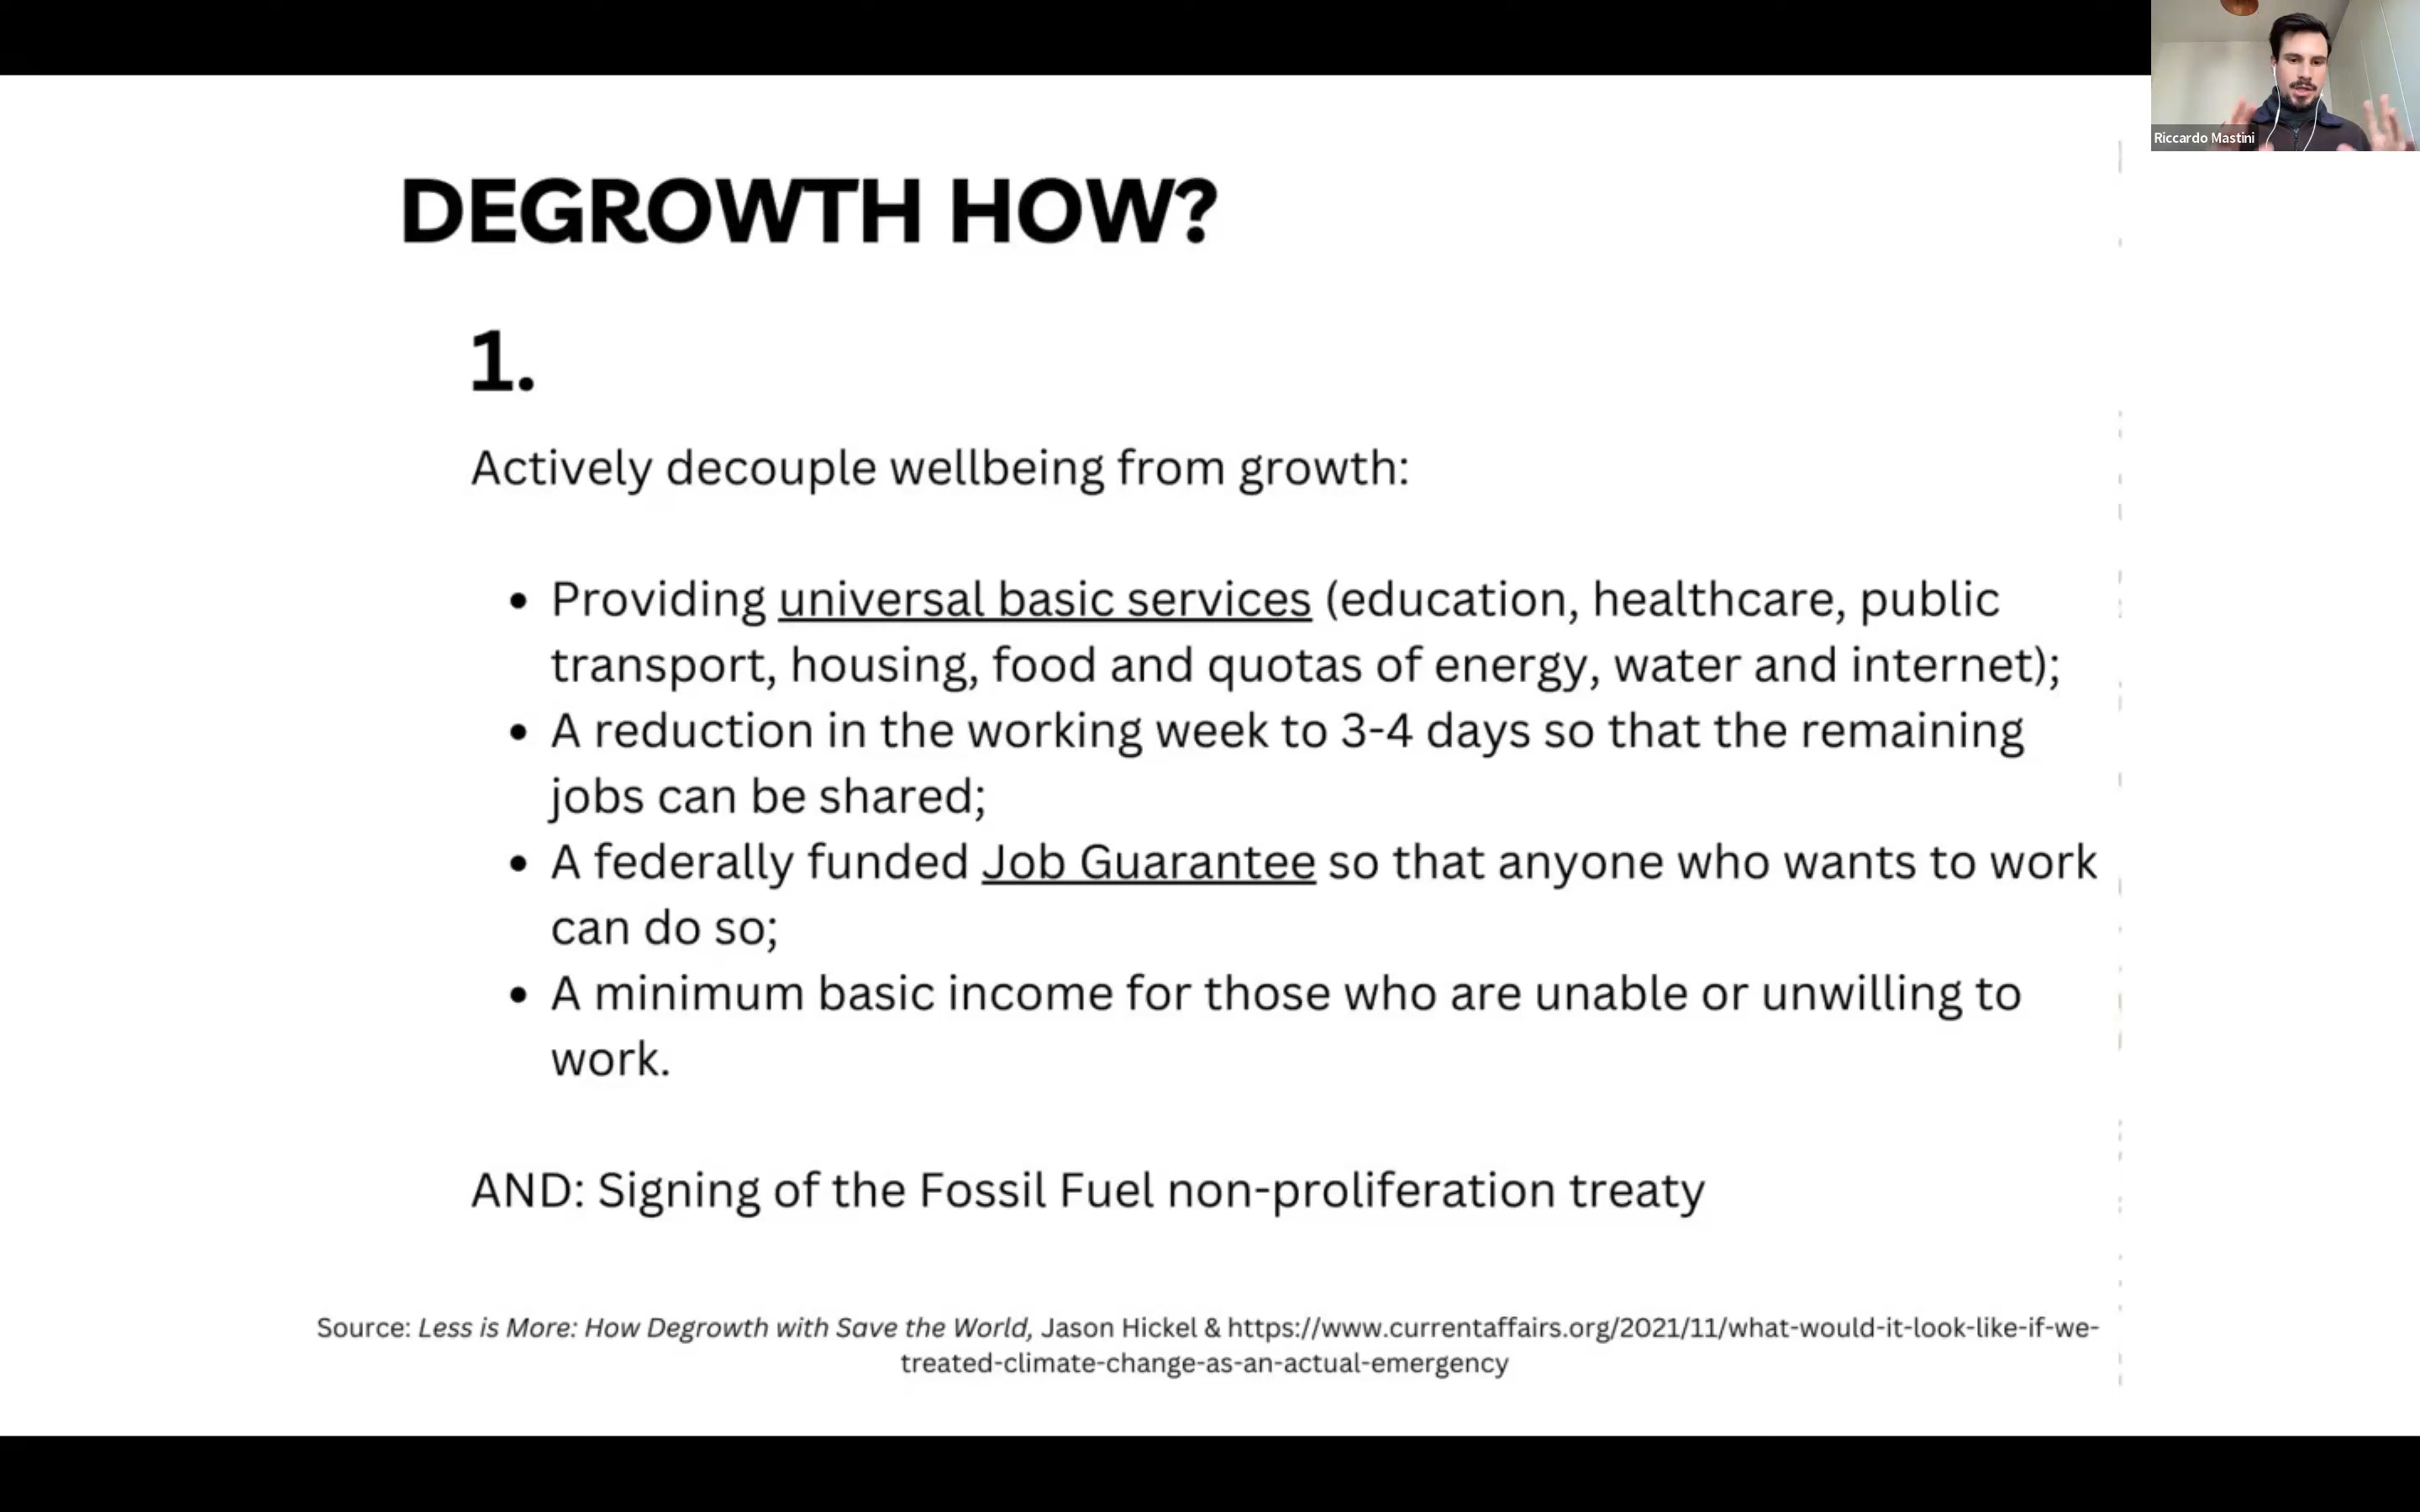 Riccardo Mastini
DEGROWTH HOW?
1.
Actively decouple wellbeing from growth:
• Providing universal basic services (education, healthcare, public
transport, housing, food and quotas of energy, water and internet);
• A reduction in the working week to 3-4 days so that the remaining
jobs can be shared;
• A federally funded Job Guarantee so that anyone who wants to work
can do so;
• A minimum basic income for those who are unable or unwilling to
work.
AND: Signing of the Fossil Fuel non-proliferation treaty
Source: Less is More: How Degrowth with Save the World, Jason Hickel & https://www.currentaffairs.org/2021/11/what-would-it-look-like-if-we-
treated-climate-change-as-an-actual-emergency